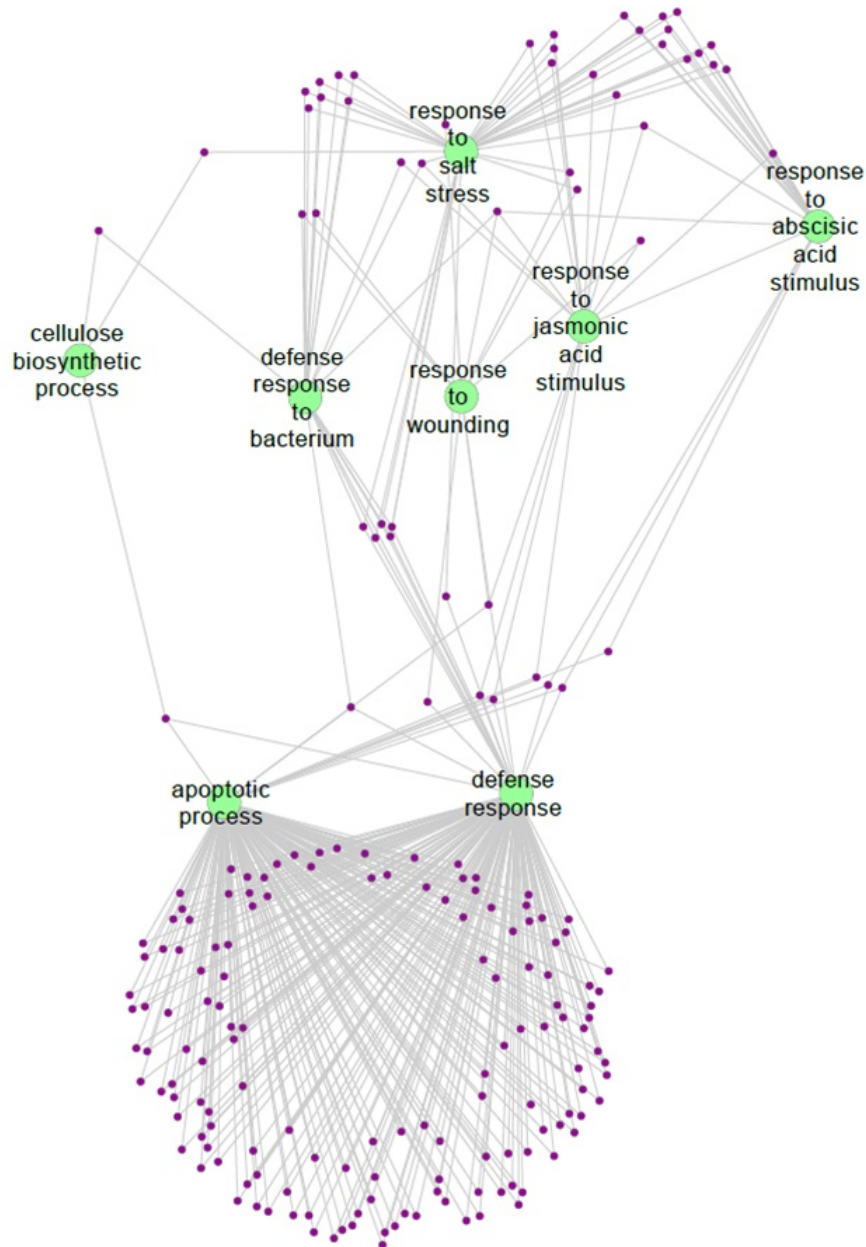 response
to
salt
stress
response
to
abscisic
acid
stimulus
response
to
jasmonic
acid
stimulus
cellulose
biosynthetic
process
defense
response
to
bacterium
response
to
wounding
apoptotic
process
defense
response